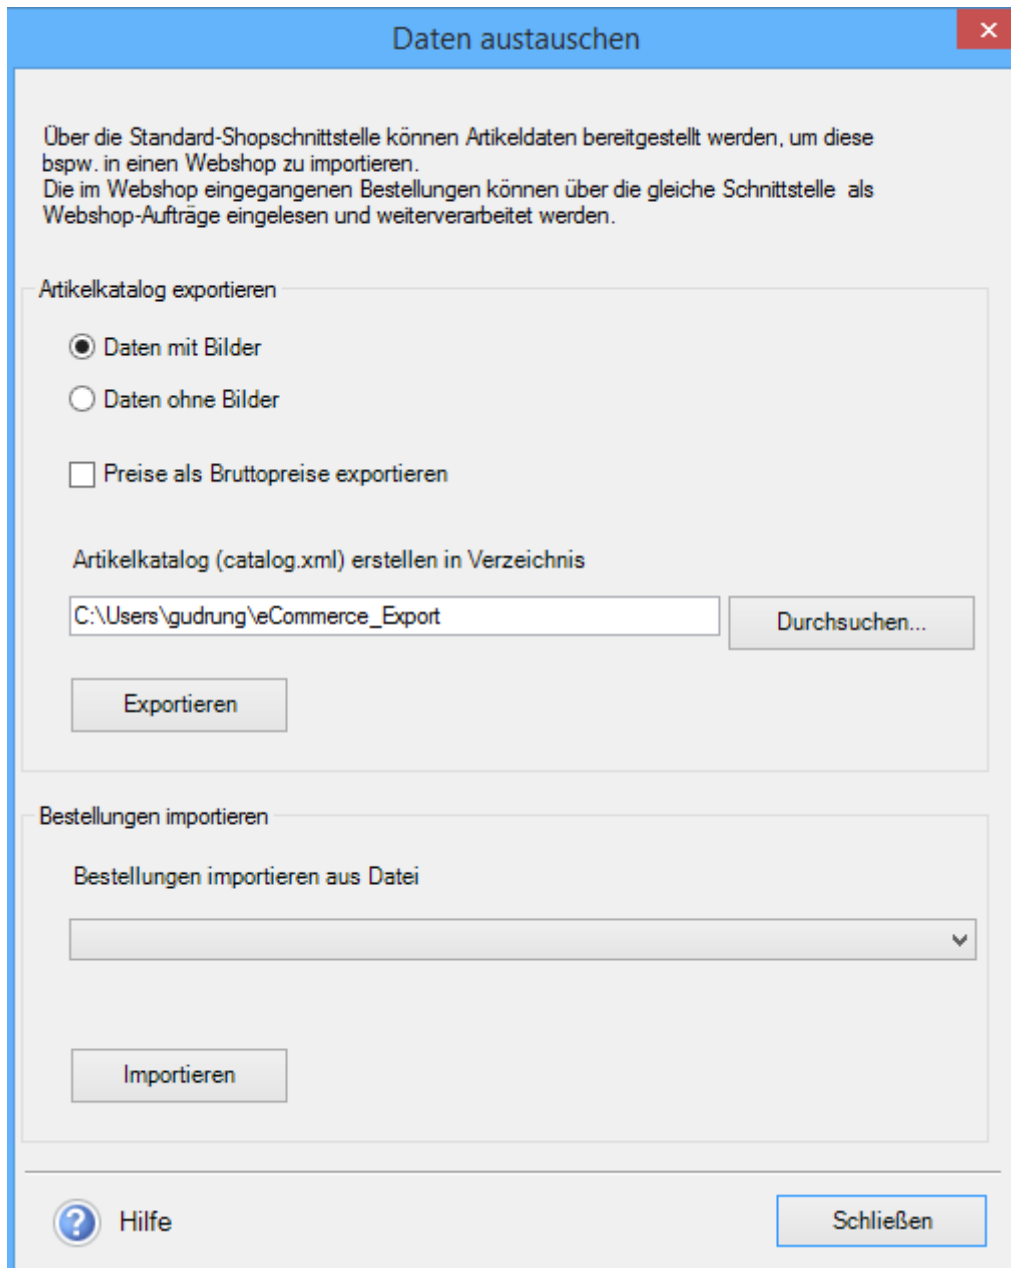 Daten austauschen
Über die Standard-Shopschnittstelle können Artikeldaten bereitgestellt werden, um diese
bspw. in einen Webshop zu importieren.
Die im Webshop eingegangenen Bestellungen können über die gleiche Schnittstelle  als
Webshop-Aufträge eingelesen und weiterverarbeitet werden.
Artikelkatalog exportieren
Daten mit Bilder
Daten ohne Bilder
Preise als Bruttopreise exportieren
Artikelkatalog (catalog.xml) erstellen in Verzeichnis
C:\Users\gudrung\eCommerce_Export
Durchsuchen...
Exportieren
Bestellungen importieren
Bestellungen importieren aus Datei
Importieren
Hilfe
Schließen